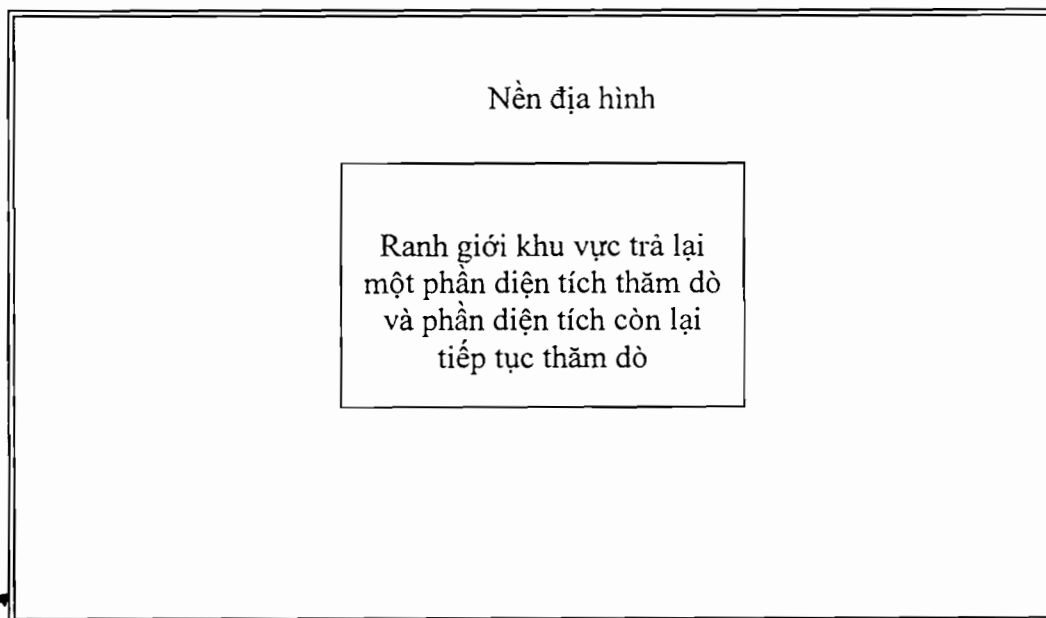 Nền địa hình
Ranh giới khu vực trả lại
một phần diện tích thăm dò
và phần diện tích còn lại
tiếp tục thăm dò